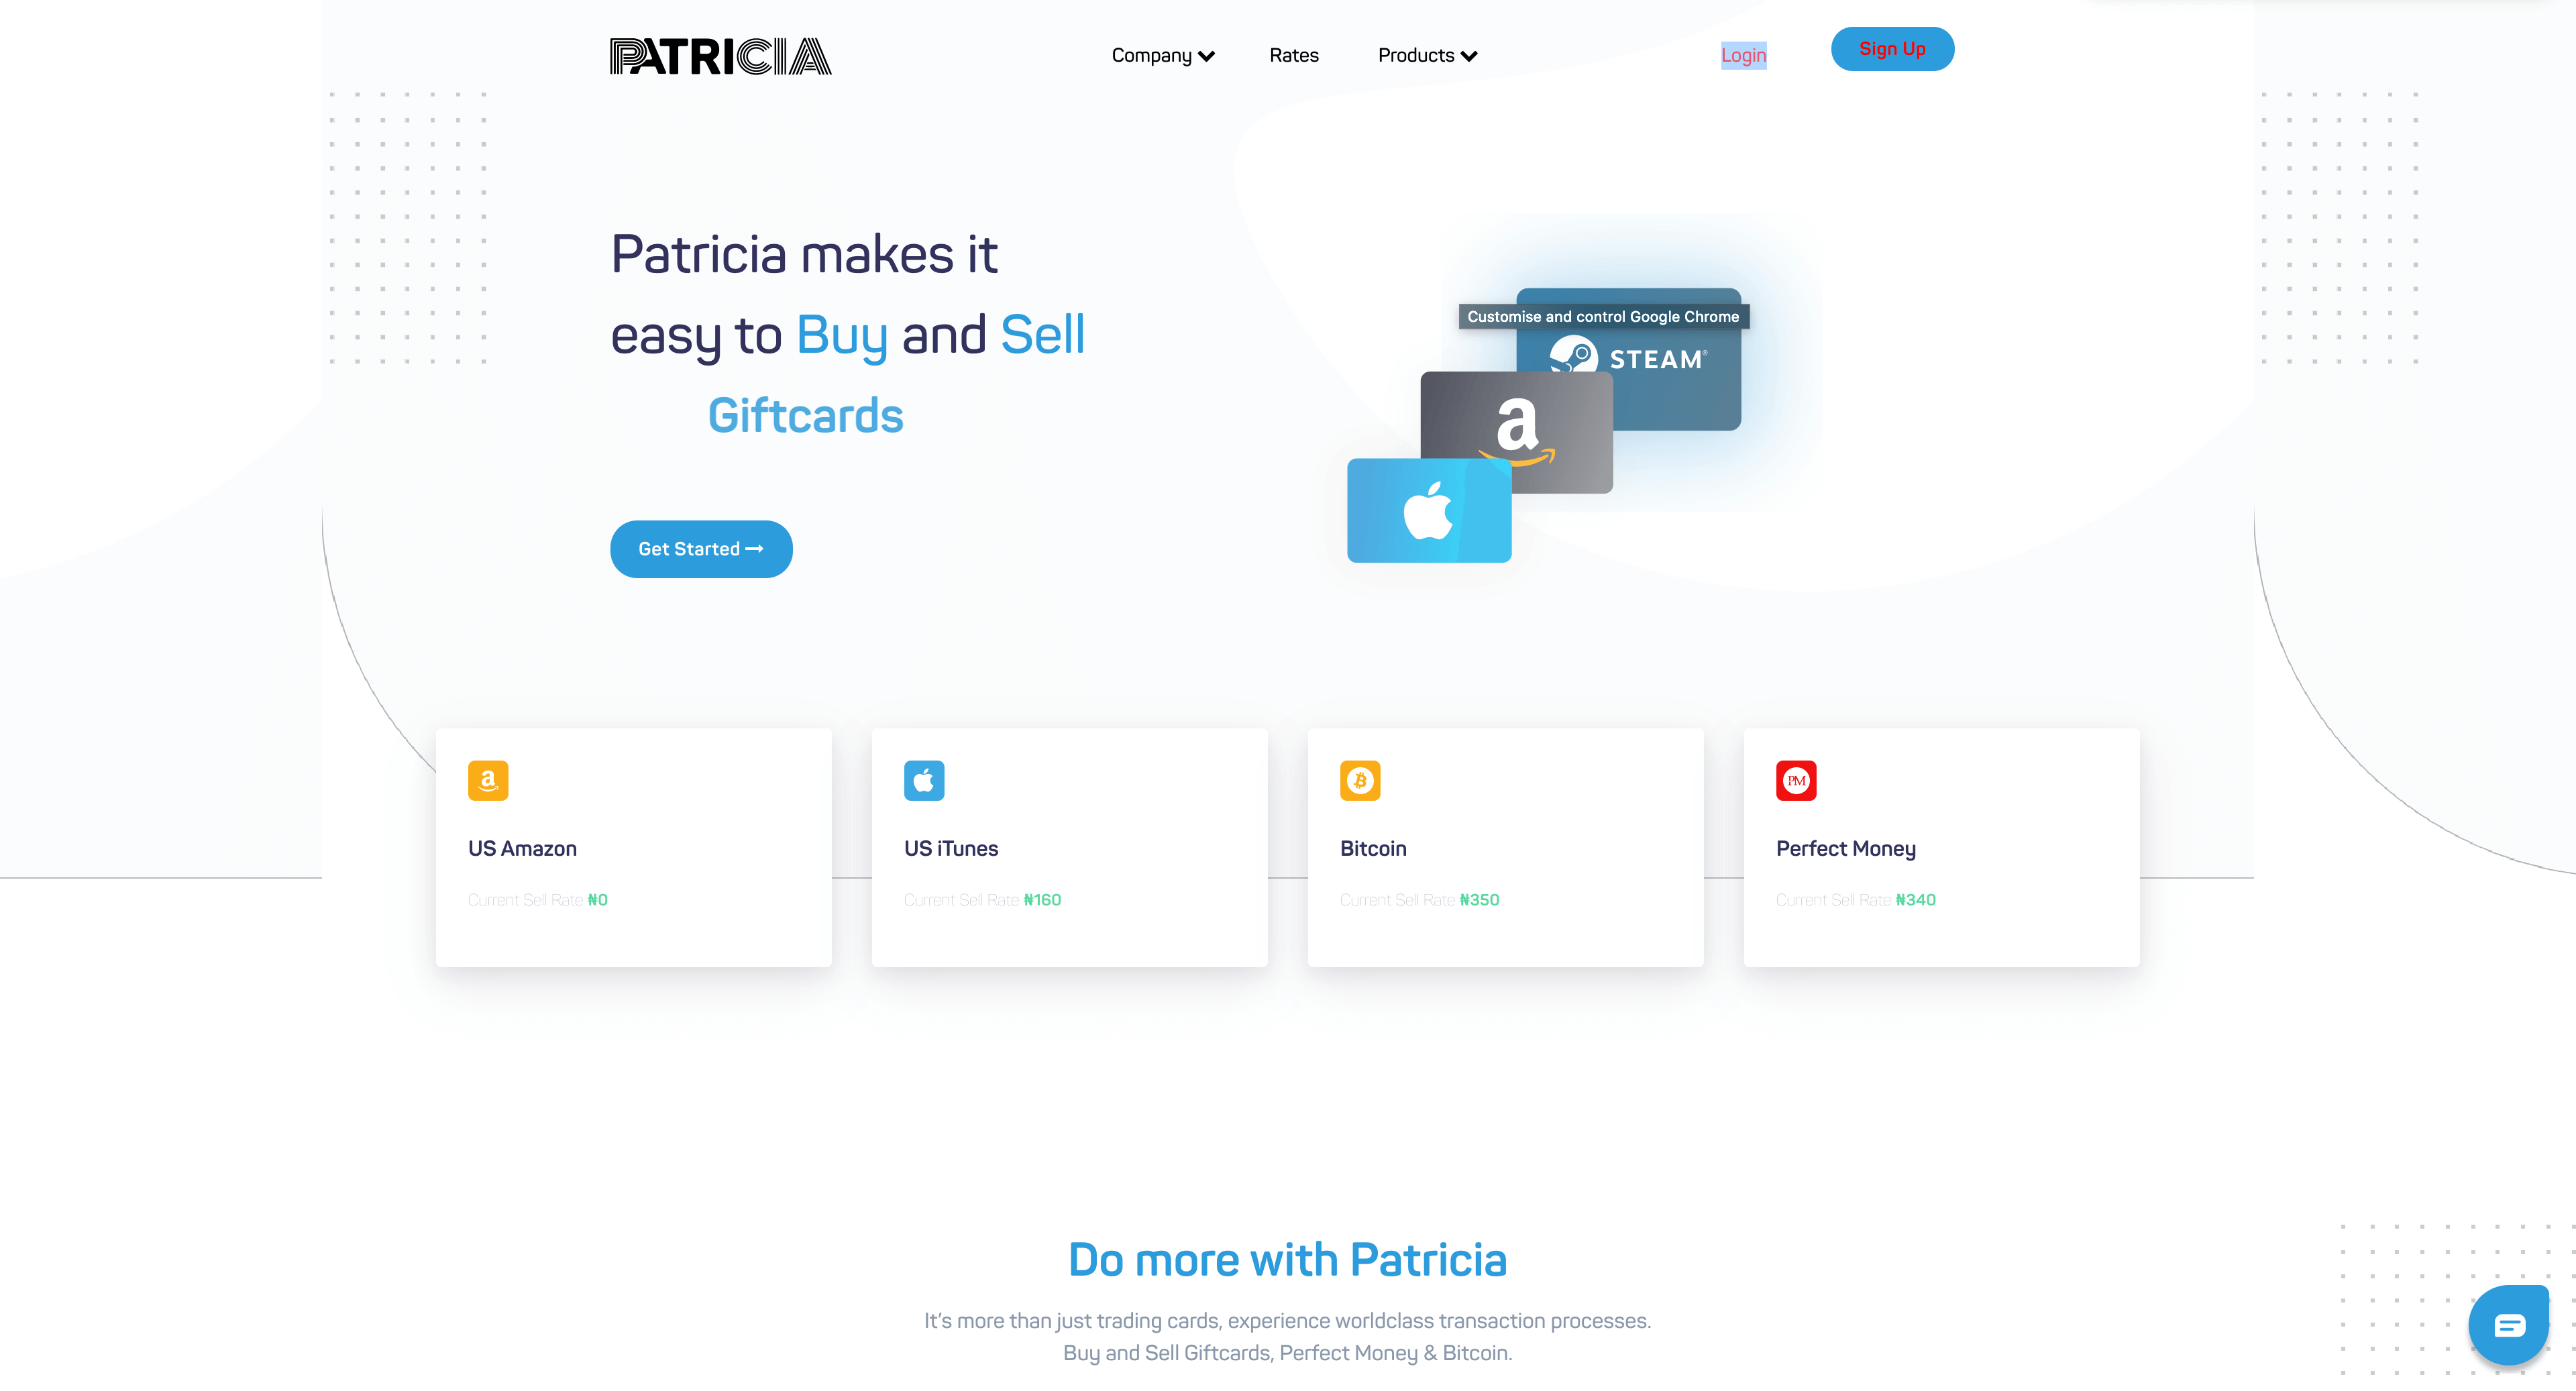 PATRICIA
Company
Rates
Products
Login
Sign Up
Patricia makes it
easy to Buy and Sell
Giftcards
Get Started
Customise and control Google Chrome
STEAM®
a
a
PM
US Amazon
Current Sell Rate ₦0
US iTunes
Current Sell Rate ₦160
Bitcoin
Current Sell Rate ₦350
Perfect Money
Current Sell Rate ₦340
Do more with Patricia
It's more than just trading cards, experience worldclass transaction processes.
Buy and Sell Giftcards, Perfect Money & Bitcoin.